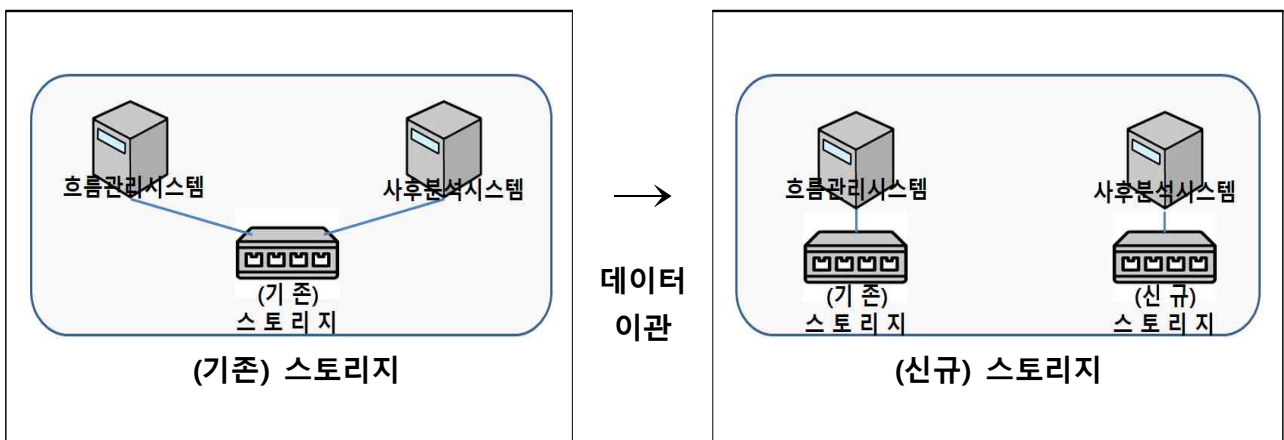 흐름관리시스템
사후분석시스템
(기 존)
스 토 리 지
(기존) 스토리지
→
데이터
이관
흐름관리시스템
사후분석시스템
(기 존)
스 토 리 지
(신 규)
스 토 리 지
(신규) 스토리지